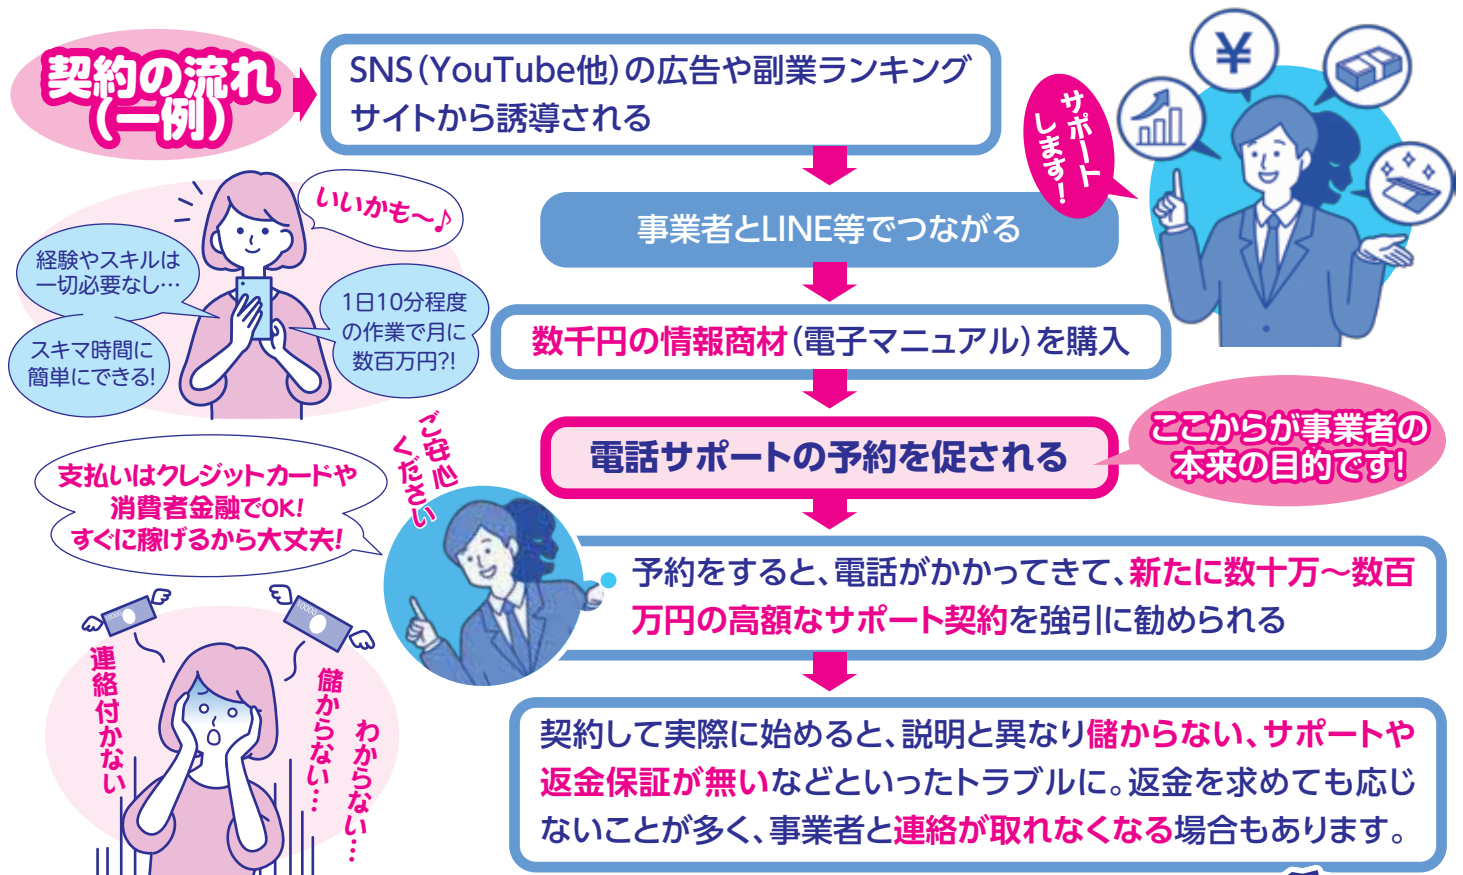 契約の流れ
(一例)
SNS(YouTube他)の広告や副業ランキング
サイトから誘導される
サポート
します!
いいかも～♪
経験やスキルは
一切必要なし…
スキマ時間に
簡単にできる!
1日10分程度
の作業で月に
数百万円?!
事業者とLINE等でつながる
数千円の情報商材(電子マニュアル)を購入
電話サポートの予約を促される
ここからが事業者の
本来の目的です!
ご安心
ください
支払いはクレジットカードや
消費者金融でOK!
すぐに稼げるから大丈夫!
予約をすると、電話がかかってきて、新たに数十万～数百
万円の高額なサポート契約を強引に勧められる
10000
連絡付かない
儲からない…
わからない…
契約して実際に始めると、説明と異なり儲からない、サポートや
返金保証が無いなどといったトラブルに。返金を求めても応じ
ないことが多く、事業者と連絡が取れなくなる場合もあります。